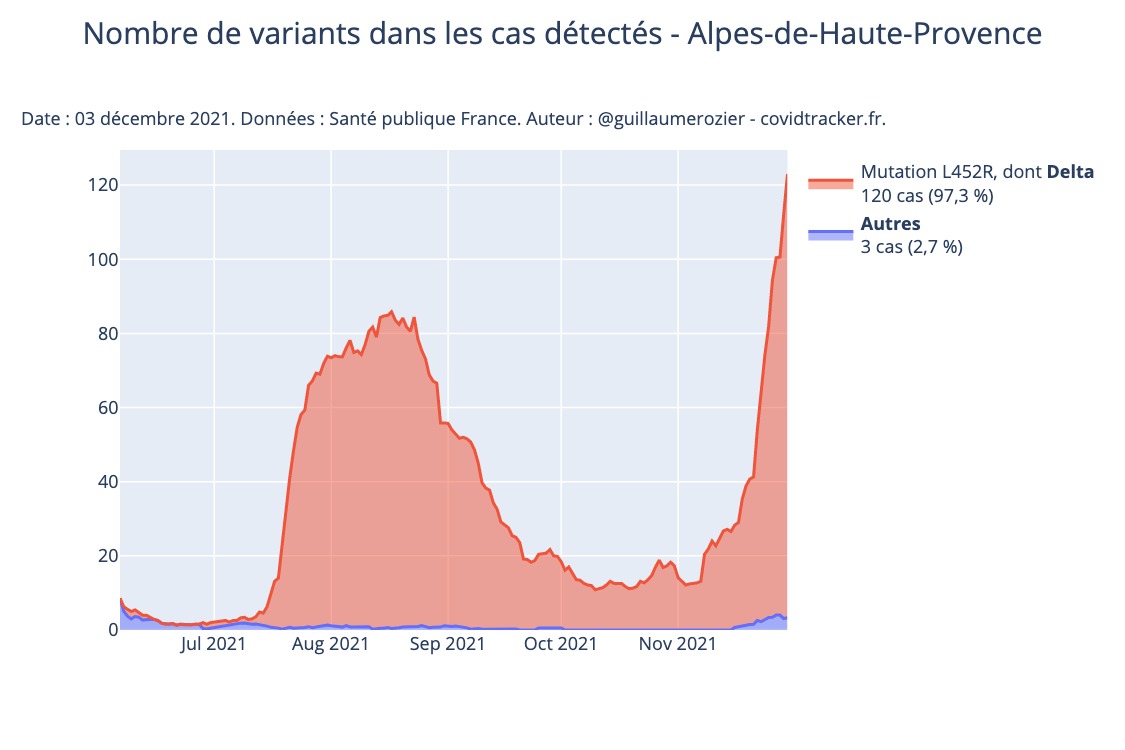 Nombre de variants dans les cas détectés - Alpes-de-Haute-Provence
Date : 03 décembre 2021. Données : Santé publique France. Auteur : @guillaumerozier - covidtracker.fr.
Mutation L452R, dont Delta
120 cas (97,3 %)
Autres
3 cas (2,7 %)
120
100
80
60
40
20
0
Jul 2021 Aug 2021 Sep 2021 Oct 2021 Nov 2021